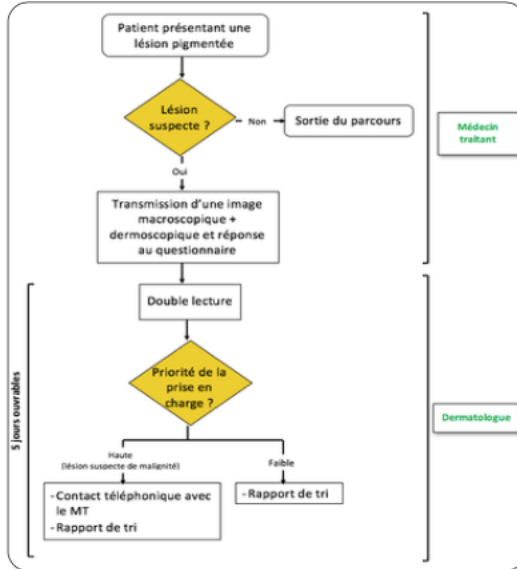 Patient présentant une
lésion pigmentée
Lésion
suspecte ?
Non
Sortie du parcours
Médecin
traitant
Oui
Transmission d'une image
macroscopique +
dermoscopique et réponse
au questionnaire
Double lecture
5 jours ouvrables
Priorité de la
prise en
charge ?
Dermatologue
Haute
(lésion suspecte de malignité)
Faible
- Contact téléphonique avec
le MT
- Rapport de tri
- Rapport de tri